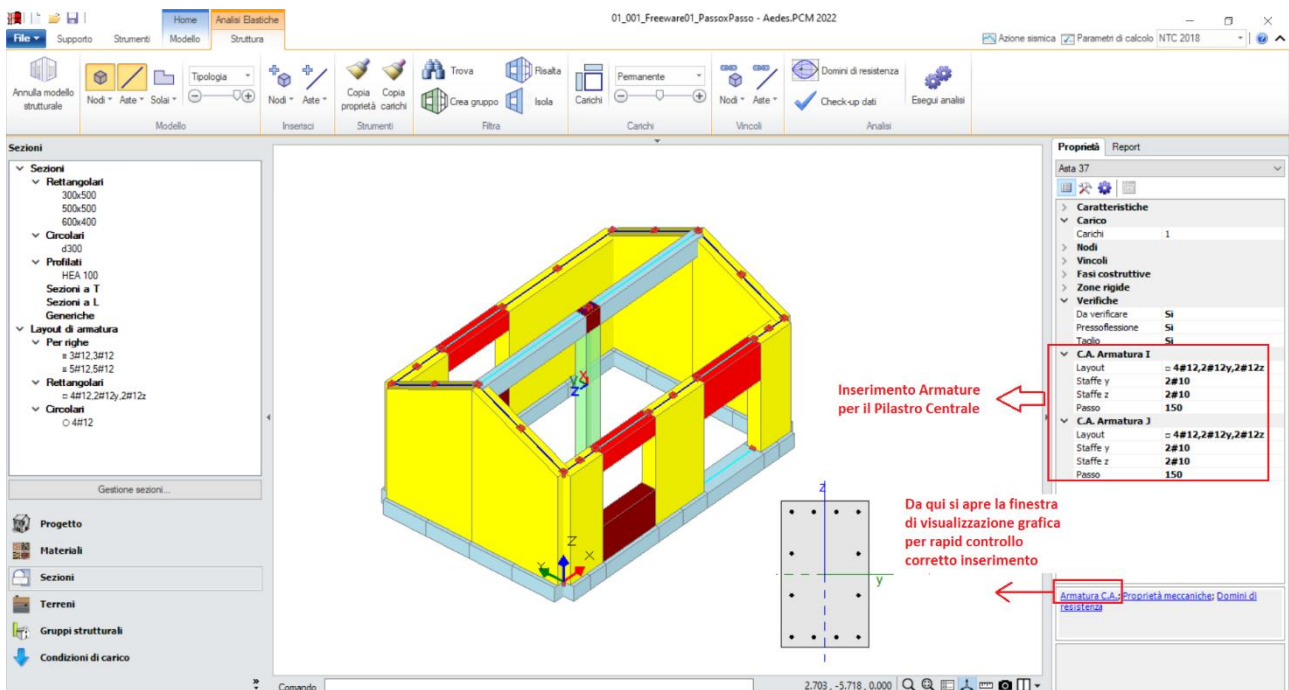 01_001_Freeware01_PassoxPasso - Aedes.PCM 2022
Home
Analisi Elastiche
File
Supporto
Strumenti
Modello
Struttura
Azione sismica
Parametri di calcolo
NTC 2018
Annulla modello
strutturale
Nodi
Aste
Solai
Tipologia
Modello
Nodi
Aste
Inserisci
Copia
proprietà
Copia
carichi
Strumenti
Trova
Crea gruppo
Risalta
Isola
Filtra
Carichi
Permanente
Carichi
Nodi
Aste
Vincoli
Domini di resistenza
Check-up dati
Esegui analisi
Analisi
Sezioni
Sezioni
Rettangolari
300x500
500x500
600x400
Circolari
d300
Profilati
HEA 100
Sezioni a T
Sezioni a L
Generiche
Layout di armatura
Per righe
3#12,3#12
5#12,5#12
Rettangolari
4#12,2#12y,2#12z
Circolari
4#12
Gestione sezioni...
Progetto
Materiali
Sezioni
Terreni
Gruppi strutturali
Condizioni di carico
X
Y
Z
Z
X
z
y
Inserimento Armature
per il Pilastro Centrale
Da qui si apre la finestra
di visualizzazione grafica
per rapid controllo
corretto inserimento
Proprietà
Report
Asta 37
Caratteristiche
Carico
Carichi 1
Nodi
Vincoli
Fasi costruttive
Zone rigide
Verifiche
Da verificare Sì
Pressoflessione Sì
Taglio Sì
C.A. Armatura I
Layout 4#12,2#12y,2#12z
Staffe y 2#10
Staffe z 2#10
Passo 150
C.A. Armatura J
Layout 4#12,2#12y,2#12z
Staffe y 2#10
Staffe z 2#10
Passo 150
Armatura C.A.; Proprietà meccaniche; Domini di
resistenza
Comando
2.703 , -5.718 , 0.000